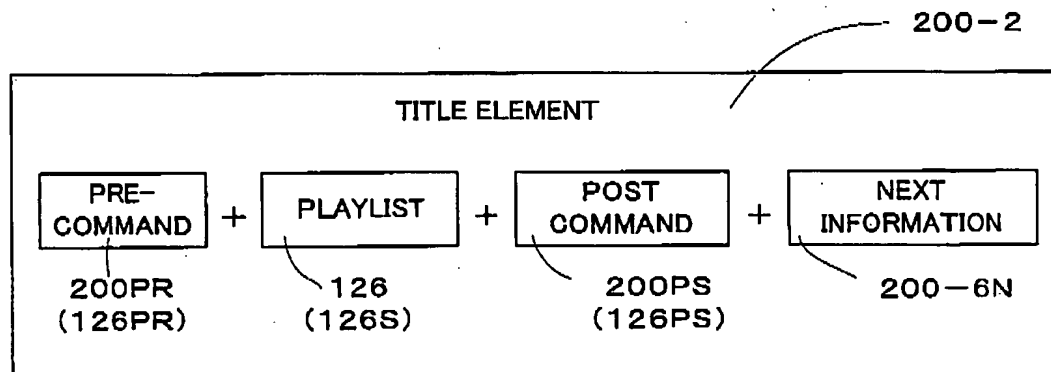 200-2
TITLE ELEMENT
PRE-
COMMAND
+
PLAYLIST
+
POST
COMMAND
+
NEXT
INFORMATION
200PR
(126PR)
126
(126S)
200PS
(126PS)
200-6N